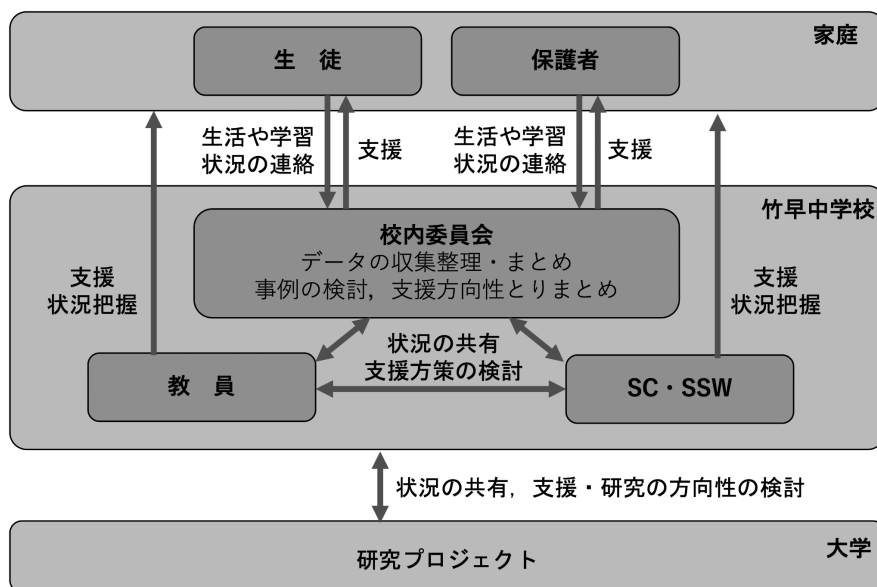 家庭
生　徒
保護者
生活や学習
状況の連絡
支援
生活や学習
状況の連絡
支援
竹早中学校
校内委員会
データの収集整理・まとめ
事例の検討，支援方向性とりまとめ
支援
状況把握
支援
状況把握
状況の共有
支援方策の検討
教　員
SC・SSW
状況の共有，支援・研究の方向性の検討
大学
研究プロジェクト